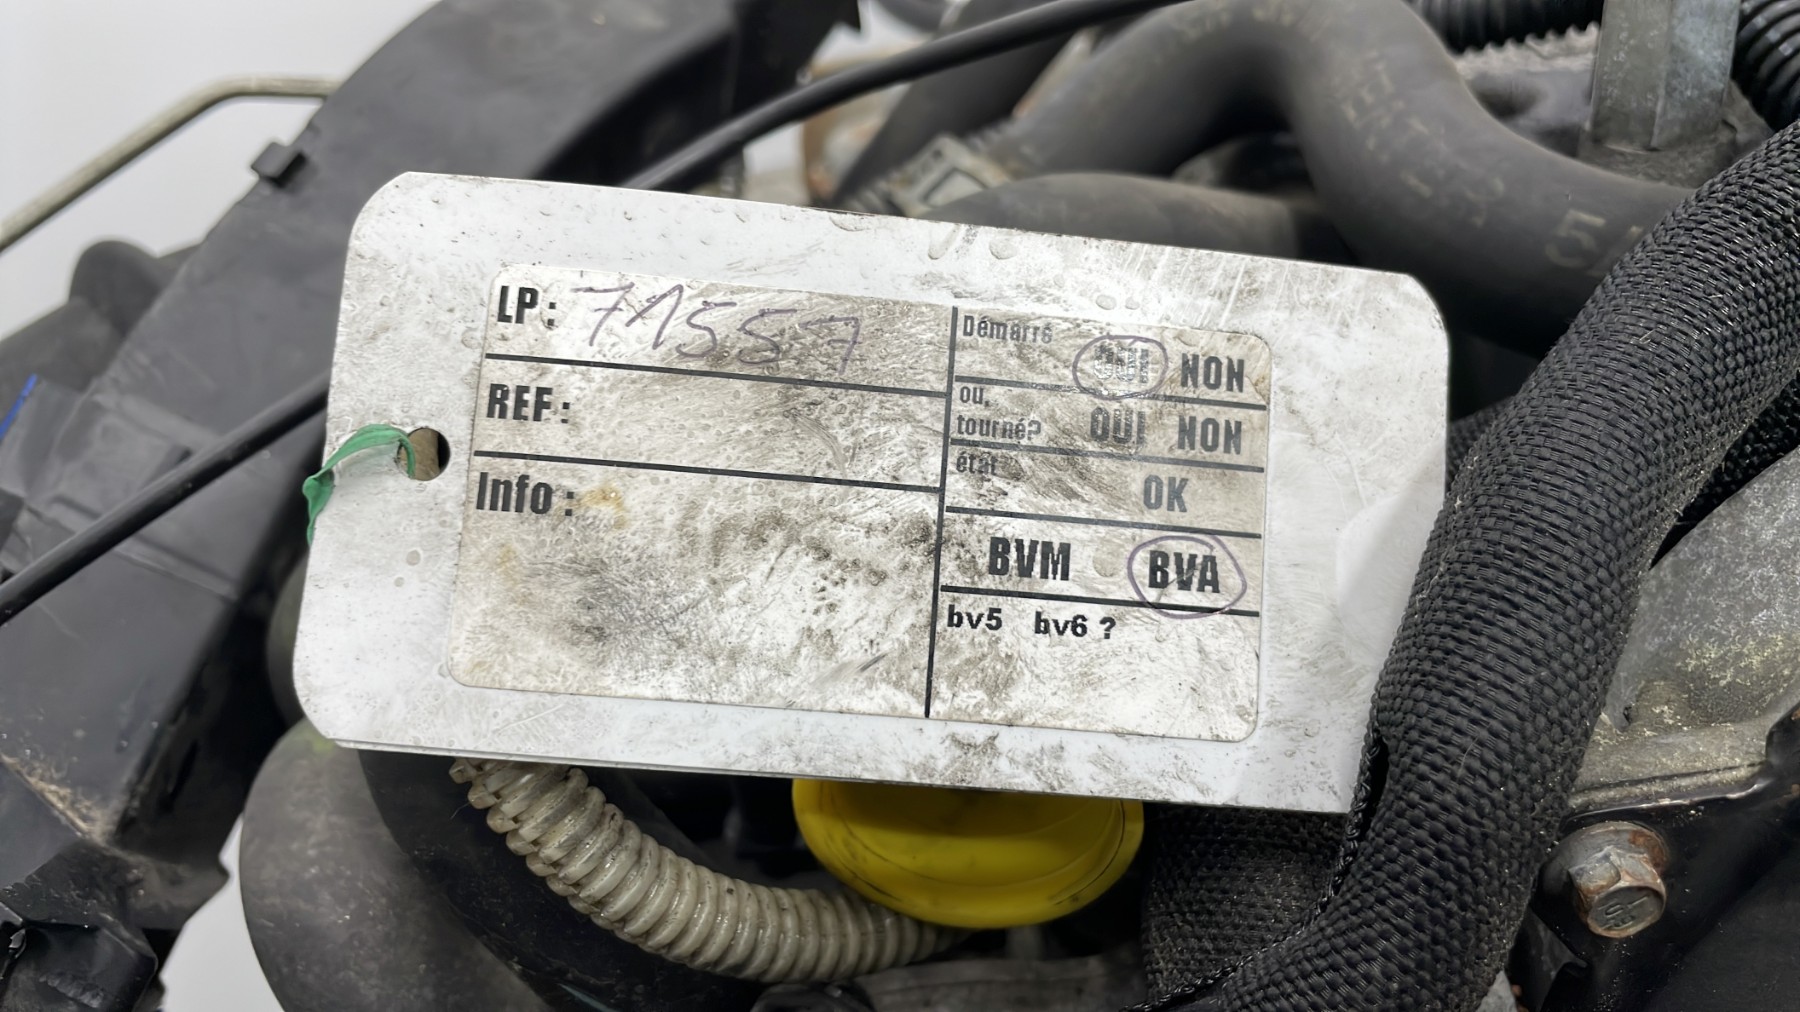 LP: 71557
REF:
Info:
Démarré OUI NON
ou,
tourné? OUI NON
état OK
BVM BVA
bv5 bv6 ?